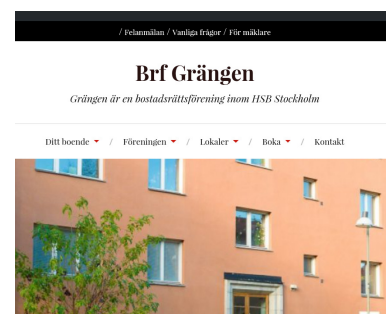 / Felanmälan / Vanliga frågor / För mäklare
Brf Grängen
Grängen är en bostadsrättsförening inom HSB Stockholm
Ditt boende / Föreningen / Lokaler / Boka / Kontakt